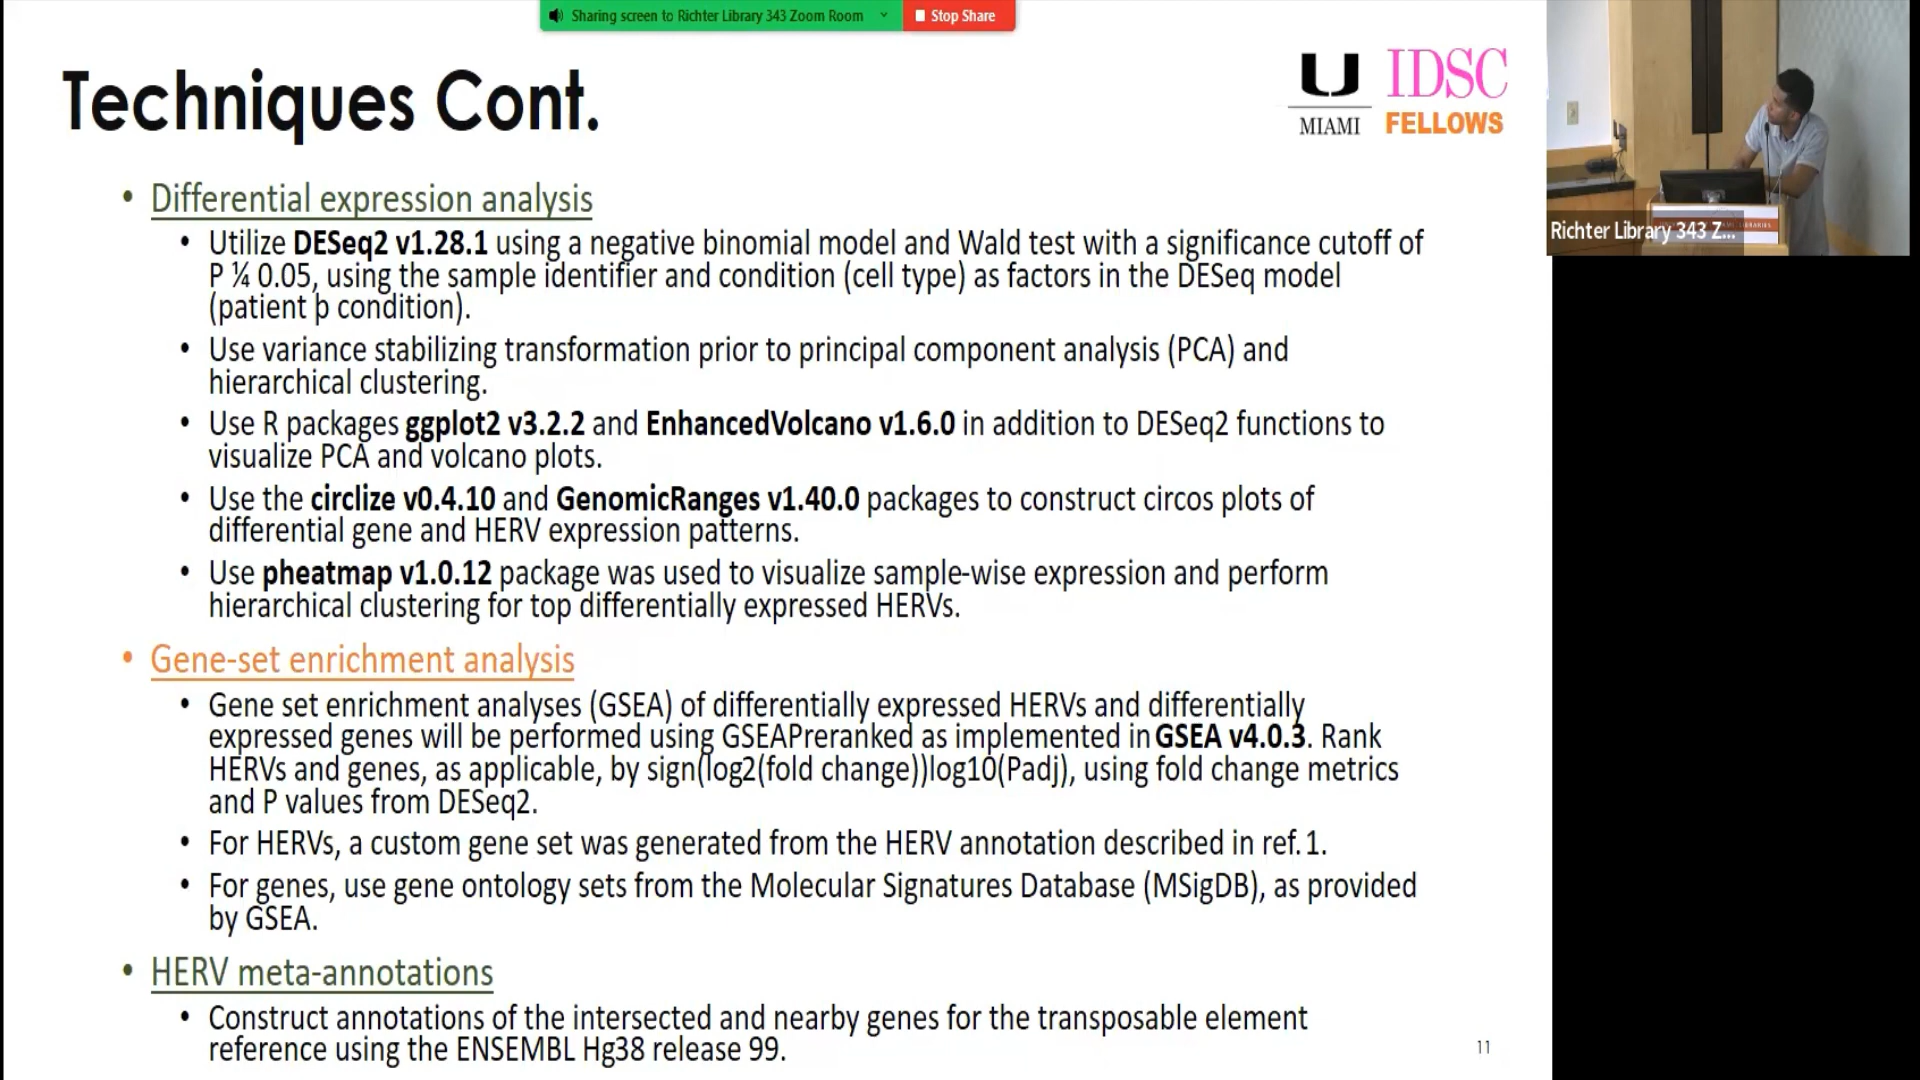 Sharing screen to Richter Library 343 Zoom Room
Stop Share
Techniques Cont.
U
MIAMI
IDSC
FELLOWS
• Differential expression analysis
• Utilize DESeq2 v1.28.1 using a negative binomial model and Wald test with a significance cutoff of
P ¼ 0.05, using the sample identifier and condition (cell type) as factors in the DESeq model
(patient þ condition).
• Use variance stabilizing transformation prior to principal component analysis (PCA) and
hierarchical clustering.
• Use R packages ggplot2 v3.2.2 and EnhancedVolcano v1.6.0 in addition to DESeq2 functions to
visualize PCA and volcano plots.
• Use the circlize v0.4.10 and GenomicRanges v1.40.0 packages to construct circos plots of
differential gene and HERV expression patterns.
• Use pheatmap v1.0.12 package was used to visualize sample-wise expression and perform
hierarchical clustering for top differentially expressed HERVs.
• Gene-set enrichment analysis
• Gene set enrichment analyses (GSEA) of differentially expressed HERVs and differentially
expressed genes will be performed using GSEAPreranked as implemented in GSEA v4.0.3. Rank
HERVs and genes, as applicable, by sign(log2(fold change))log10(Padj), using fold change metrics
and P values from DESeq2.
• For HERVs, a custom gene set was generated from the HERV annotation described in ref. 1.
• For genes, use gene ontology sets from the Molecular Signatures Database (MSigDB), as provided
by GSEA.
• HERV meta-annotations
• Construct annotations of the intersected and nearby genes for the transposable element
reference using the ENSEMBL Hg38 release 99.
11
Richter Library 343 Z...